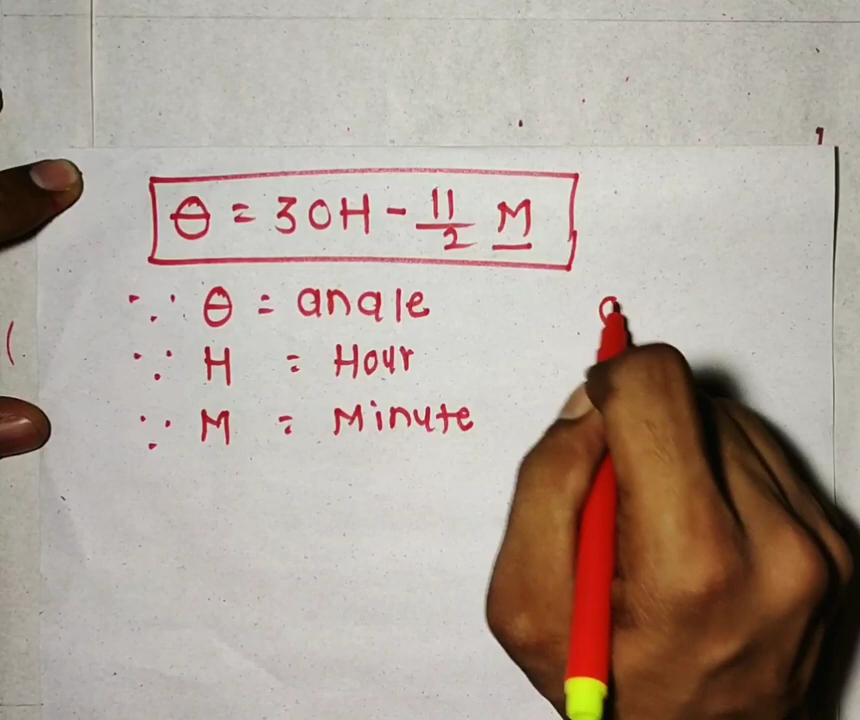 θ = 30H - 11/2 M
∵ θ = angle
∵ H = Hour
∵ M = Minute